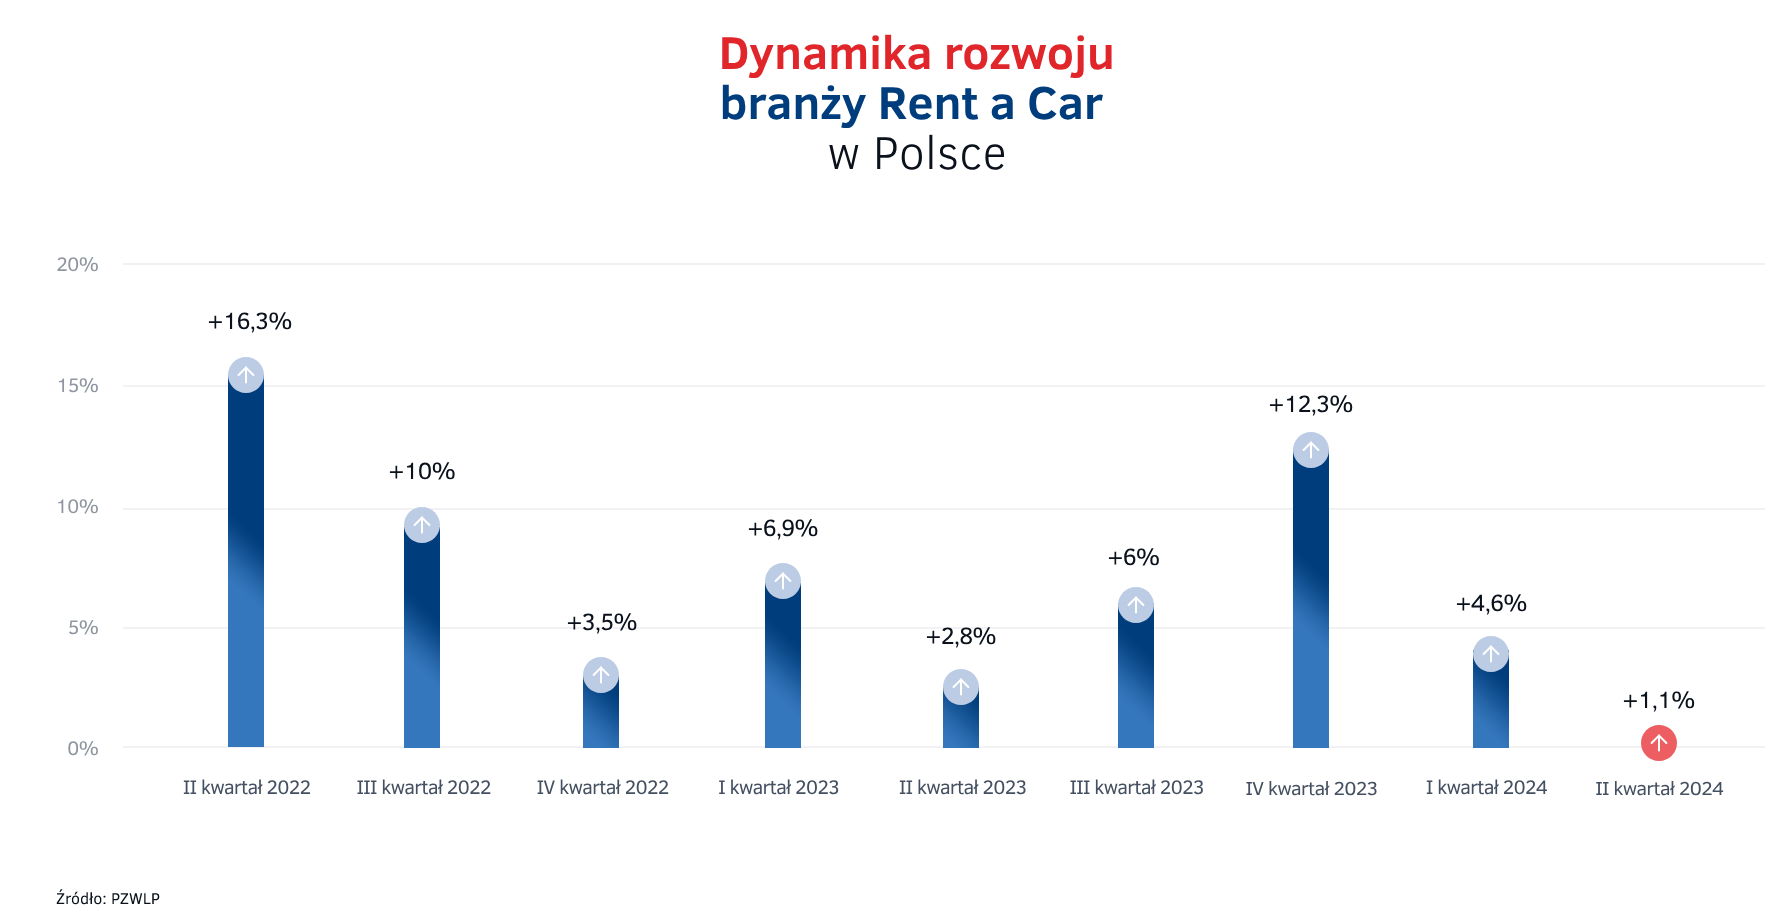 Dynamika rozwoju
branży Rent a Car
w Polsce
20%
+16,3%
15%
+12,3%
+10%
10%
+6,9%
+6%
+4,6%
5%
+3,5%
+2,8%
+1,1%
0%
II kwartał 2022 III kwartał 2022 IV kwartał 2022 I kwartał 2023 II kwartał 2023 III kwartał 2023 IV kwartał 2023 I kwartał 2024 II kwartał 2024
Źródło: PZWLP